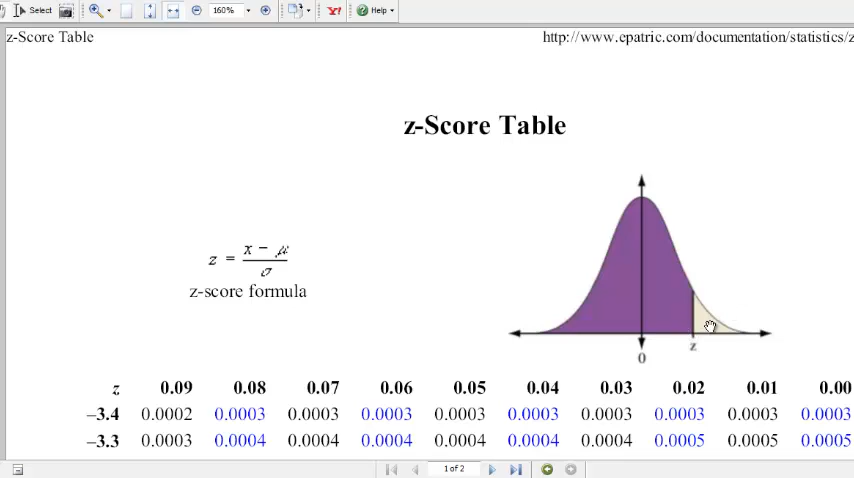 Select 160% Y! Help
z-Score Table http://www.epatric.com/documentation/statistics/z
z-Score Table
z = x − μ
σ
z-score formula
0 z
z 0.09 0.08 0.07 0.06 0.05 0.04 0.03 0.02 0.01 0.00
−3.4 0.0002 0.0003 0.0003 0.0003 0.0003 0.0003 0.0003 0.0003 0.0003 0.0003
−3.3 0.0003 0.0004 0.0004 0.0004 0.0004 0.0004 0.0004 0.0005 0.0005 0.0005
1 of 2